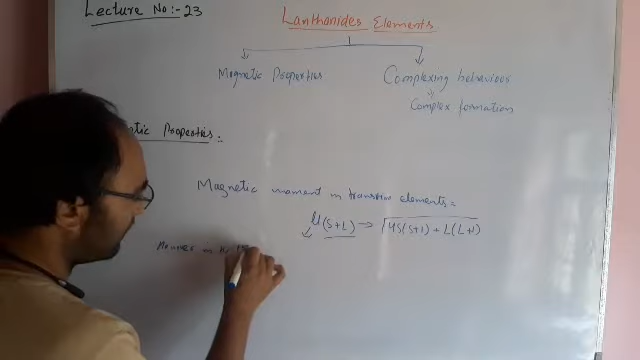 Lecture No:- 23
Lanthanides Elements
Magnetic Properties
Complexing behaviour
Complex formation
netic Properties:
Magnetic moment in transition elements:
μ(S+L) → √4S(S+1) + L(L+1)